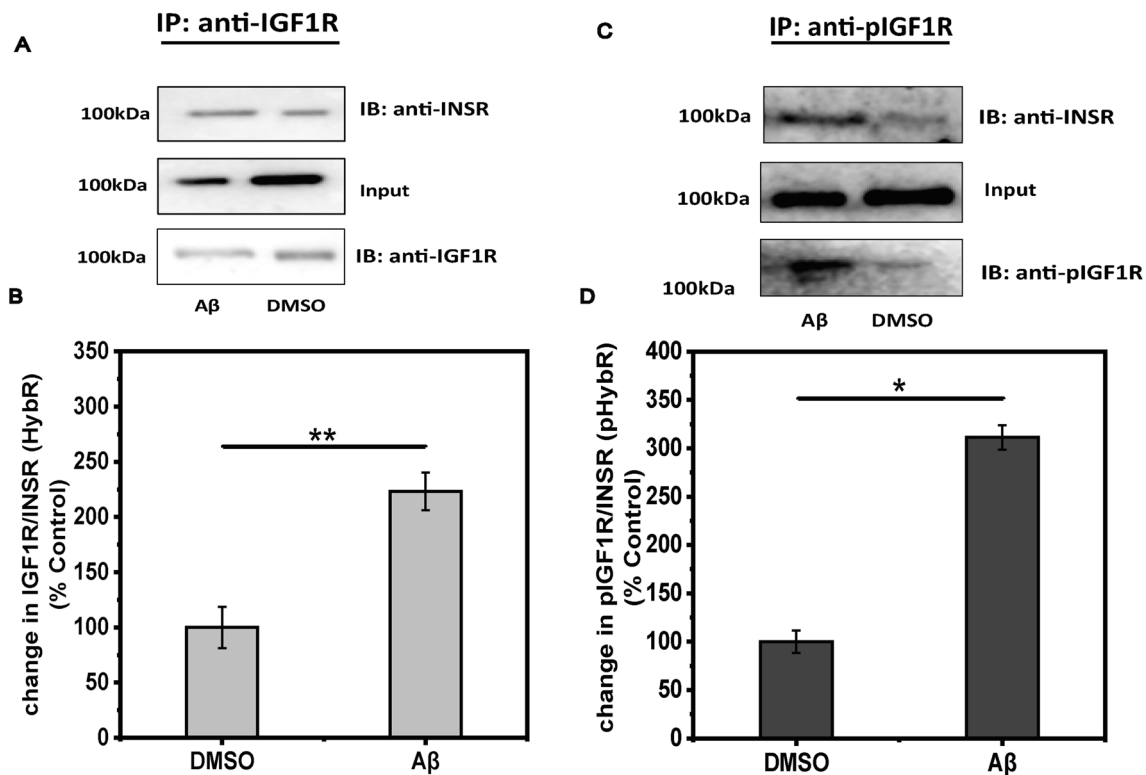 A
IP: anti-IGF1R
100kDa
IB: anti-INSR
100kDa
Input
100kDa
IB: anti-IGF1R
Aβ DMSO
C
IP: anti-pIGF1R
100kDa
IB: anti-INSR
100kDa
Input
100kDa
IB: anti-pIGF1R
Aβ DMSO
B
change in IGF1R/INSR (HybR)
(% Control)
350
300
250
200
150
100
50
0
**
DMSO Aβ
D
change in pIGF1R/INSR (pHybR)
(% Control)
400
350
300
250
200
150
100
50
0
*
DMSO Aβ